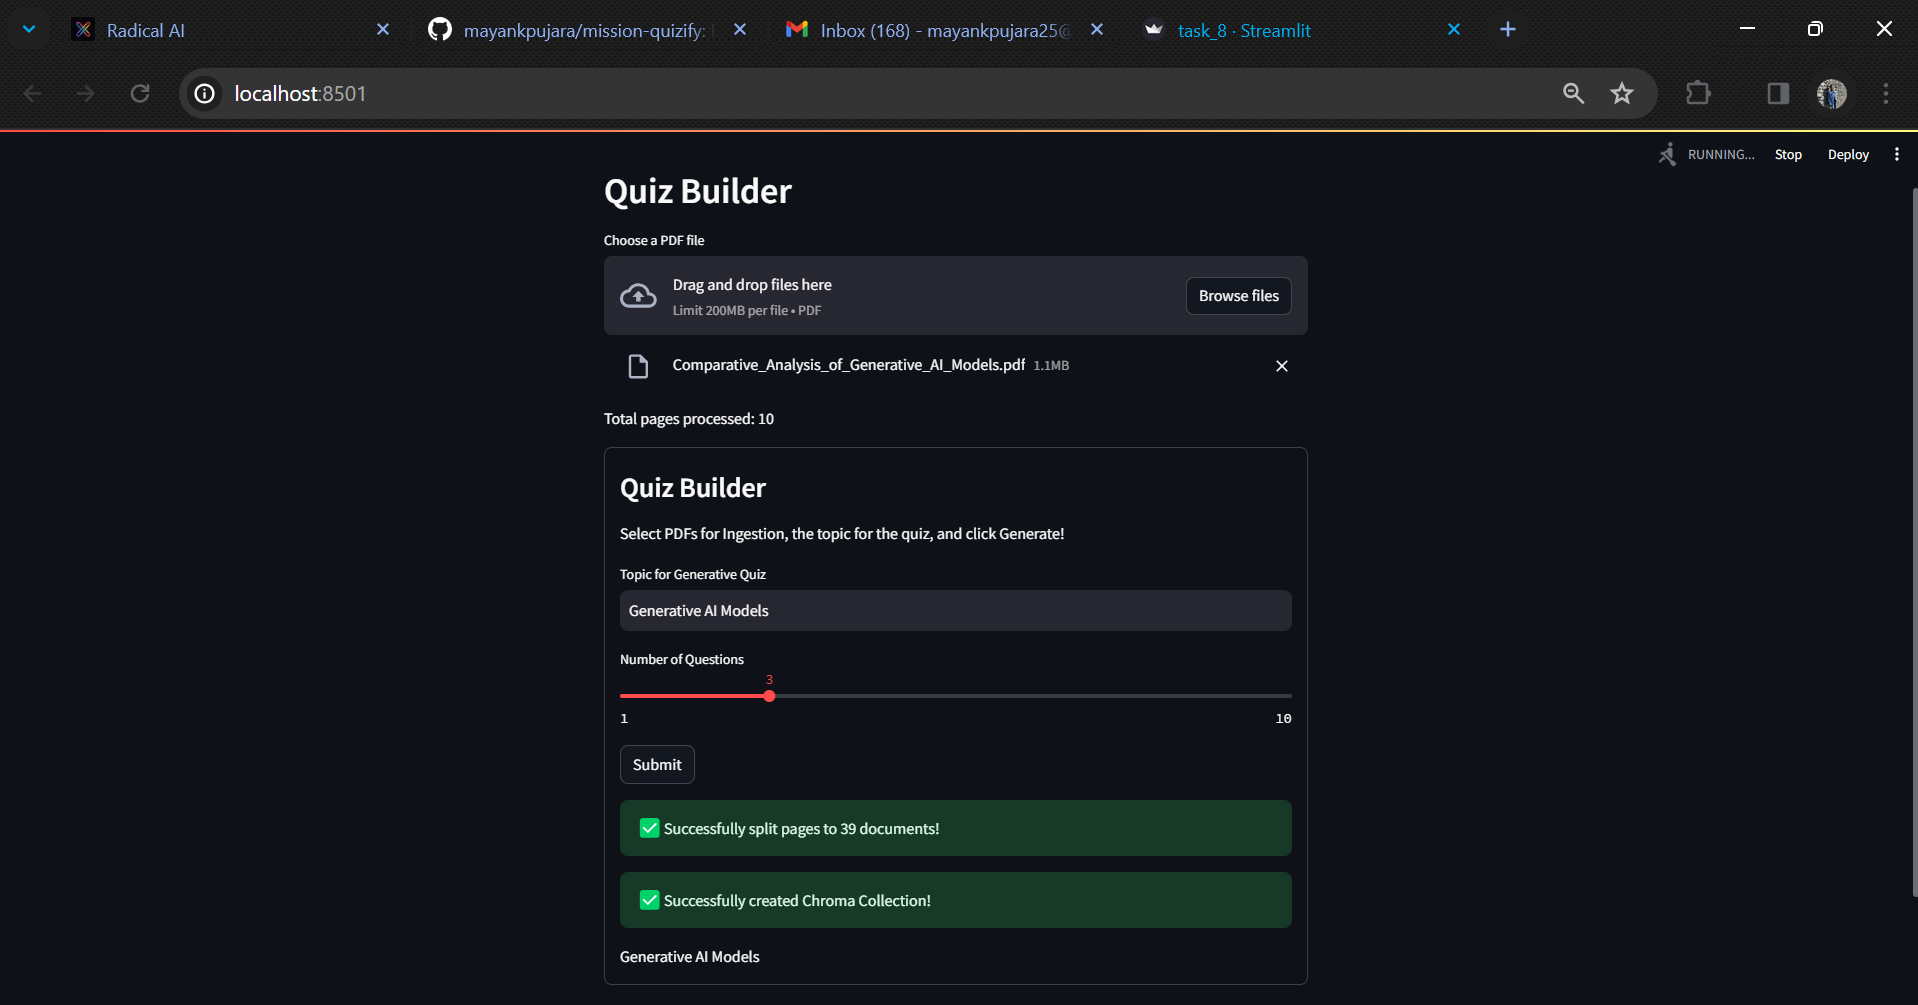 Radical AI
mayankpujara/mission-quizify:
Inbox (168) - mayankpujara25@
task_8 · Streamlit
localhost:8501
RUNNING...
Stop
Deploy
Quiz Builder
Choose a PDF file
Drag and drop files here
Limit 200MB per file • PDF
Browse files
Comparative_Analysis_of_Generative_AI_Models.pdf 1.1MB
Total pages processed: 10
Quiz Builder
Select PDFs for Ingestion, the topic for the quiz, and click Generate!
Topic for Generative Quiz
Generative AI Models
Number of Questions
3
1
10
Submit
Successfully split pages to 39 documents!
Successfully created Chroma Collection!
Generative AI Models